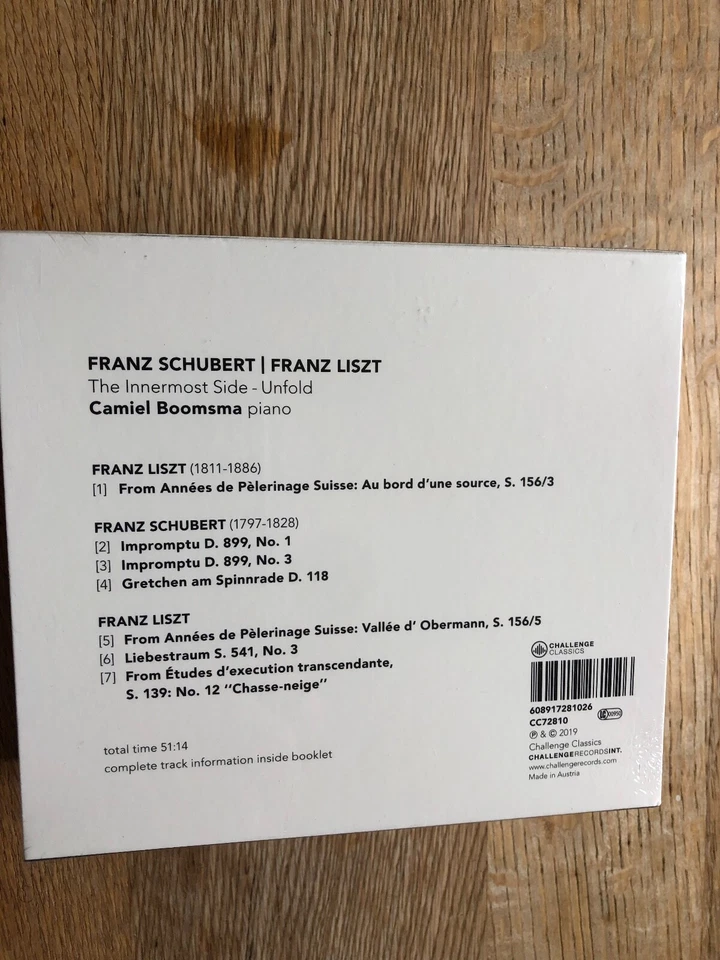 FRANZ SCHUBERT | FRANZ LISZT
The Innermost Side - Unfold
Camiel Boomsma piano
FRANZ LISZT (1811-1886)
[1] From Années de Pèlerinage Suisse: Au bord d'une source, S. 156/3
FRANZ SCHUBERT (1797-1828)
[2] Impromptu D. 899, No. 1
[3] Impromptu D. 899, No. 3
[4] Gretchen am Spinnrade D. 118
FRANZ LISZT
[5] From Années de Pèlerinage Suisse: Vallée d' Obermann, S. 156/5
[6] Liebestraum S. 541, No. 3
[7] From Études d'execution transcendante,
S. 139: No. 12 "Chasse-neige"
total time 51:14
complete track information inside booklet
CHALLENGE
CLASSICS
608917281026
CC72810
℗ & © 2019
Challenge Classics
CHALLENGERECORDSINT.
www.challengerecords.com
Made in Austria